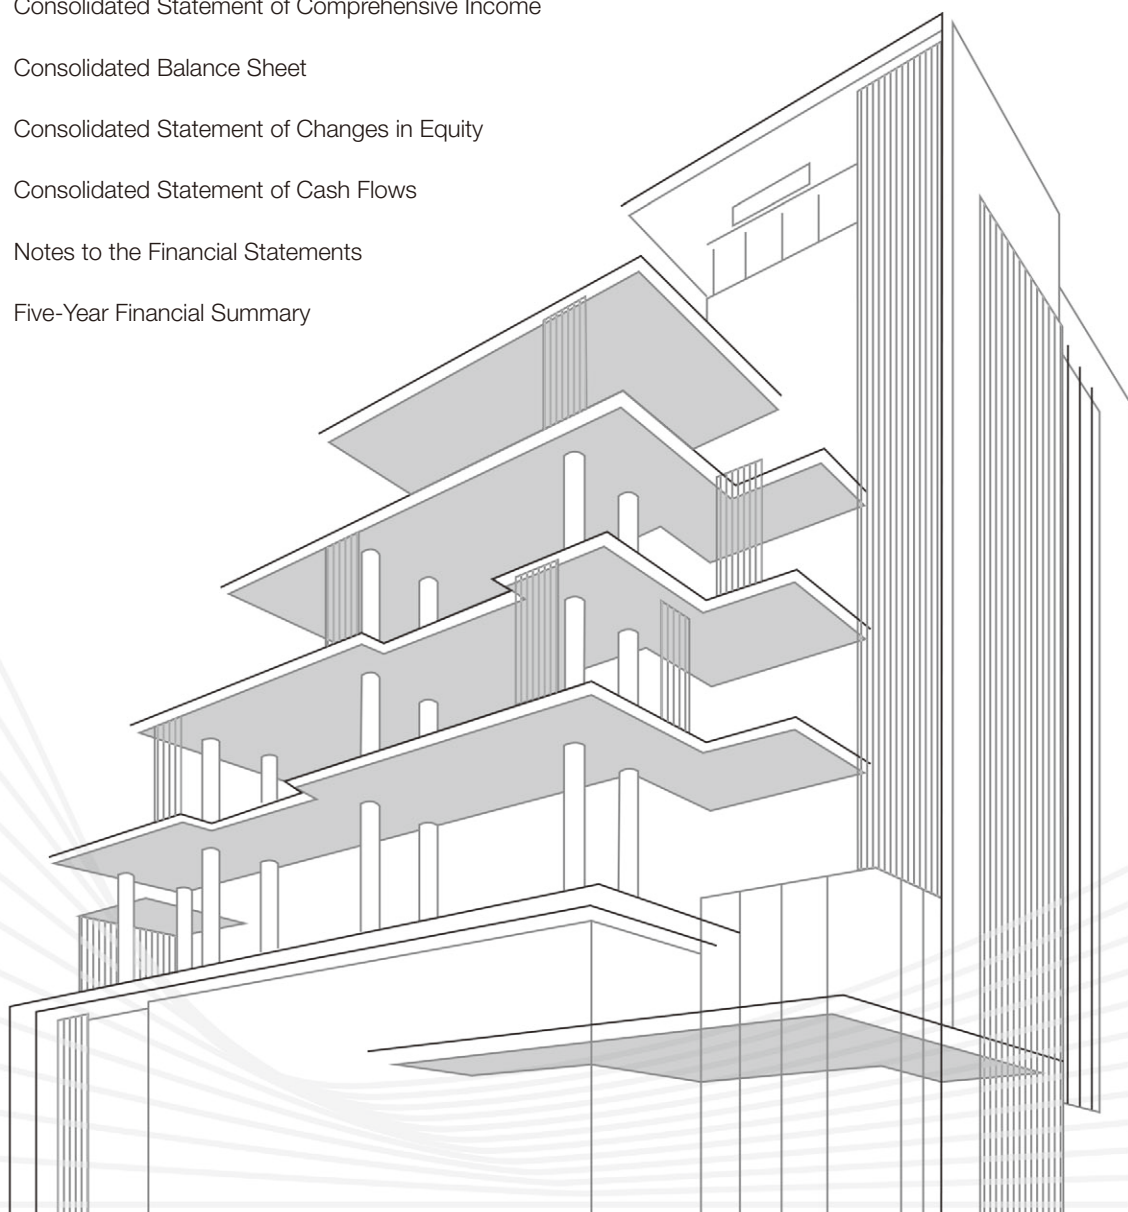 Consolidated Statement of Comprehensive Income
Consolidated Balance Sheet
Consolidated Statement of Changes in Equity
Consolidated Statement of Cash Flows
Notes to the Financial Statements
Five-Year Financial Summary